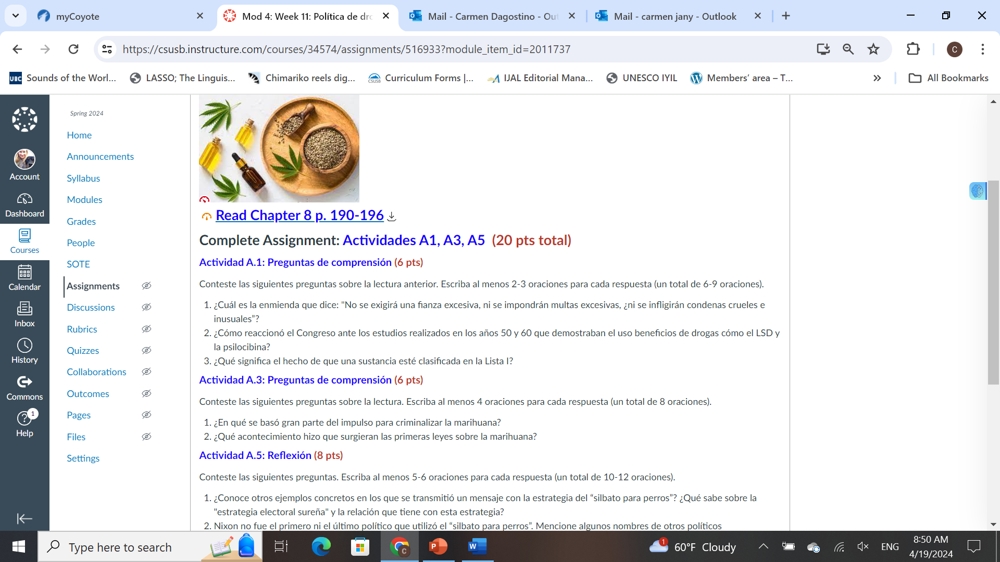 myCoyote
Mod 4: Week 11: Política de dro
Mail - Carmen Dagostino - Out
Mail - carmen jany - Outlook
https://csusb.instructure.com/courses/34574/assignments/516933?module_item_id=2011737
C
UBC Sounds of the Worl...
LASSO; The Linguis...
Chimariko reels dig...
CSUSB Curriculum Forms |...
IJAL Editorial Mana...
UNESCO IYIL
Members’ area – T...
All Bookmarks
Account
Dashboard
Courses
Calendar
Inbox
History
Commons
1
Help
Spring 2024
Home
Announcements
Syllabus
Modules
Grades
People
SOTE
Assignments
Discussions
Rubrics
Quizzes
Collaborations
Outcomes
Pages
Files
Settings
Read Chapter 8 p. 190-196
Complete Assignment: Actividades A1, A3, A5 (20 pts total)
Actividad A.1: Preguntas de comprensión (6 pts)
Conteste las siguientes preguntas sobre la lectura anterior. Escriba al menos 2-3 oraciones para cada respuesta (un total de 6-9 oraciones).
1. ¿Cuál es la enmienda que dice: "No se exigirá una fianza excesiva, ni se impondrán multas excesivas, ¿ni se infligirán condenas crueles e
inusuales”?
2. ¿Cómo reaccionó el Congreso ante los estudios realizados en los años 50 y 60 que demostraban el uso beneficios de drogas cómo el LSD y
la psilocibina?
3. ¿Qué significa el hecho de que una sustancia esté clasificada en la Lista I?
Actividad A.3: Preguntas de comprensión (6 pts)
Conteste las siguientes preguntas sobre la lectura. Escriba al menos 4 oraciones para cada respuesta (un total de 8 oraciones).
1. ¿En qué se basó gran parte del impulso para criminalizar la marihuana?
2. ¿Qué acontecimiento hizo que surgieran las primeras leyes sobre la marihuana?
Actividad A.5: Reflexión (8 pts)
Conteste las siguientes preguntas. Escriba al menos 5-6 oraciones para cada respuesta (un total de 10-12 oraciones).
1. ¿Conoce otros ejemplos concretos en los que se transmitió un mensaje con la estrategia del “silbato para perros”? ¿Qué sabe sobre la
"estrategia electoral sureña" y la relación que tiene con esta estrategia?
2. Nixon no fue el primero ni el último político que utilizó el “silbato para perros”. Mencione algunos nombres de otros políticos
Type here to search
C
P
W
1
60°F Cloudy
ENG
8:50 AM
4/19/2024